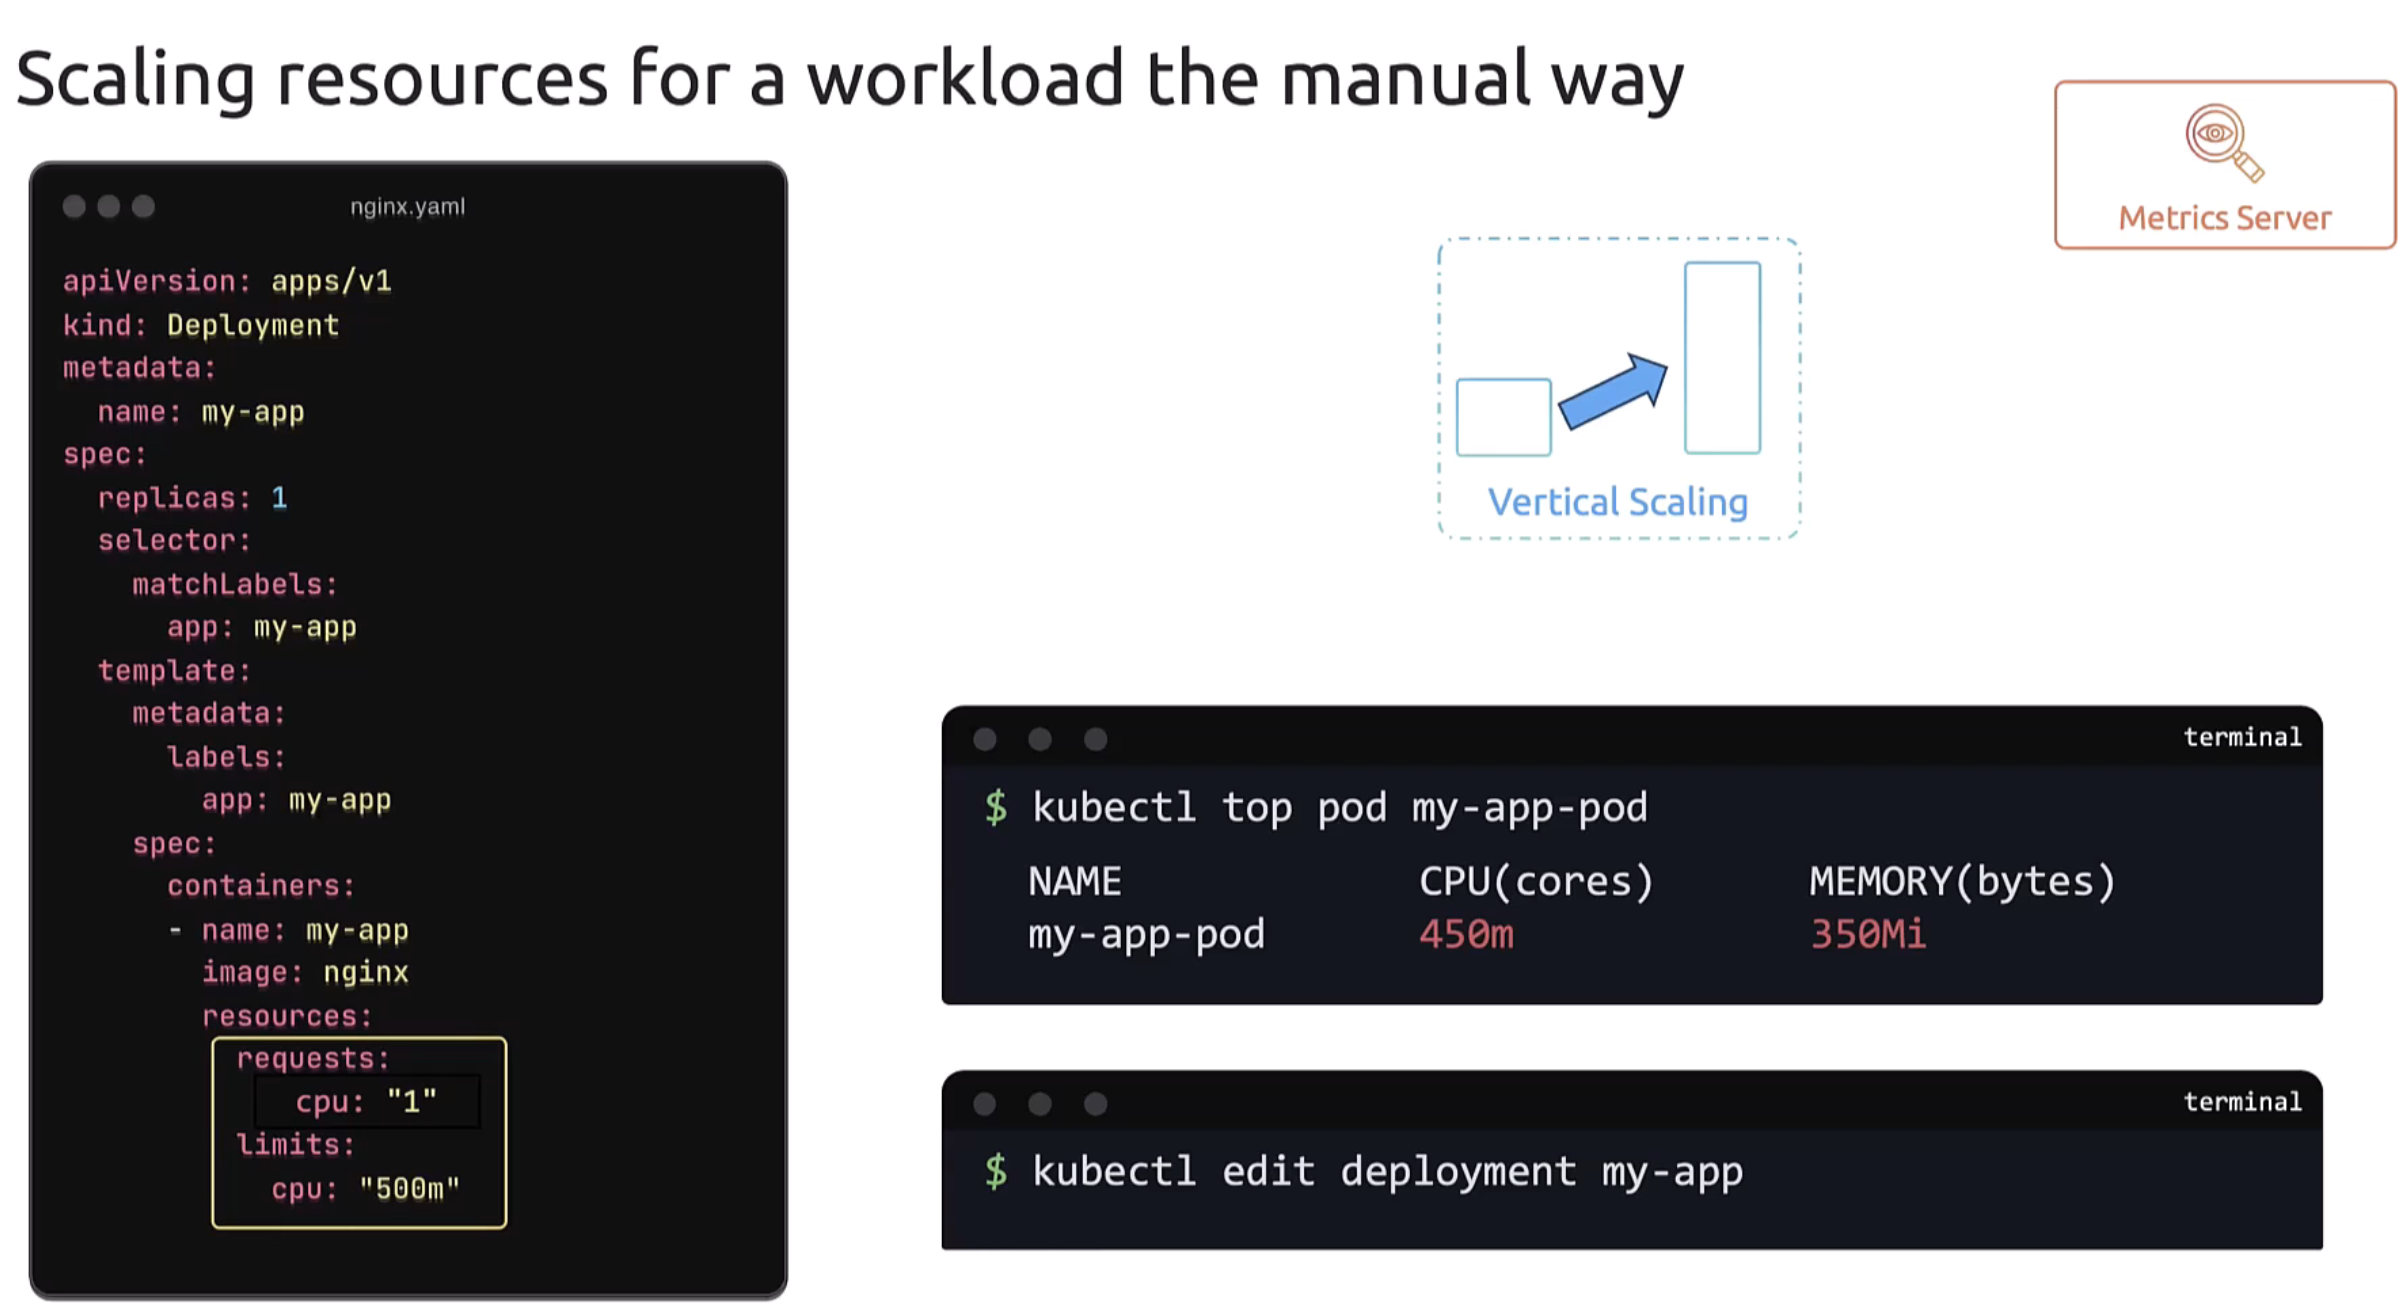 Scaling resources for a workload the manual way
Metrics Server
nginx.yaml
apiVersion: apps/v1
kind: Deployment
metadata:
  name: my-app
spec:
  replicas: 1
  selector:
    matchLabels:
      app: my-app
  template:
    metadata:
      labels:
        app: my-app
    spec:
      containers:
      - name: my-app
        image: nginx
        resources:
          requests:
            cpu: "1"
          limits:
            cpu: "500m"
Vertical Scaling
terminal
$ kubectl top pod my-app-pod
NAME CPU(cores) MEMORY(bytes)
my-app-pod 450m 350Mi
terminal
$ kubectl edit deployment my-app